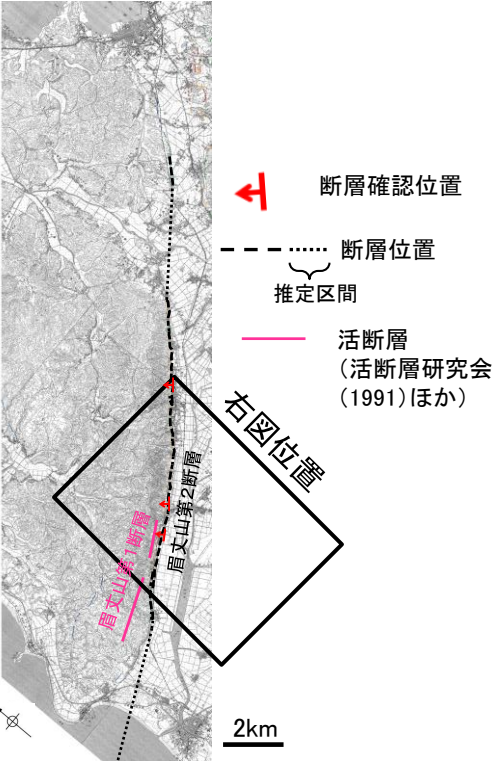 断層確認位置
断層位置
推定区間
活断層
(活断層研究会
(1991)ほか)
右図位置
眉丈山第2断層
眉丈山第1断層
2km